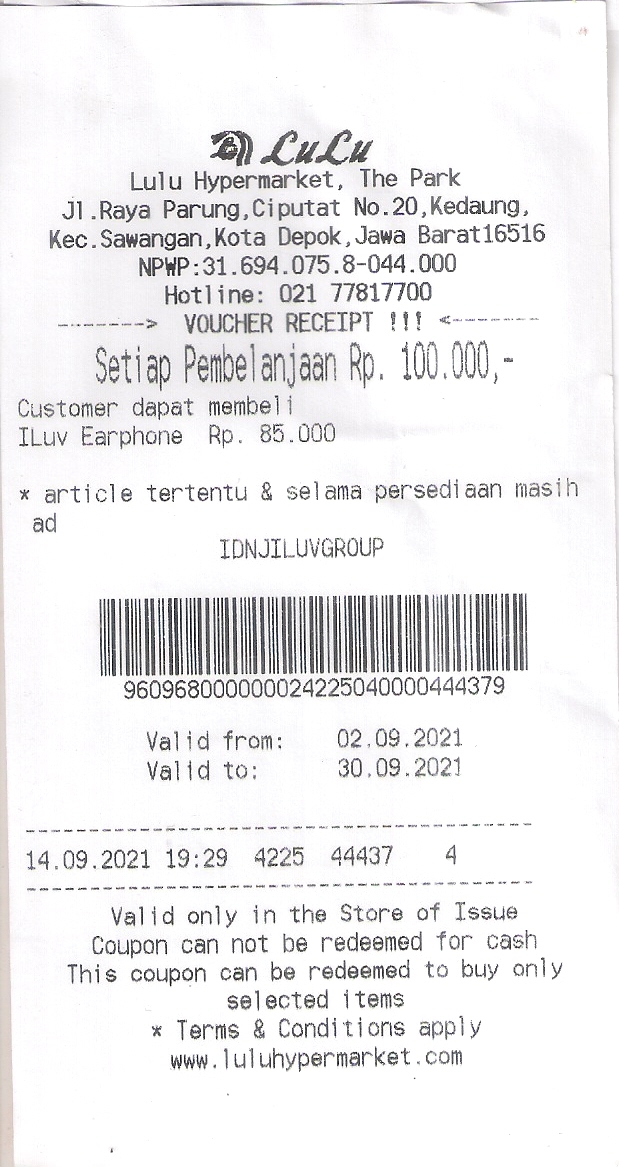 LuLu
Lulu Hypermarket, The Park
Jl.Raya Parung,Ciputat No.20,Kedaung,
Kec.Sawangan,Kota Depok,Jawa Barat16516
NPWP:31.694.075.8-044.000
Hotline: 021 77817700
-------> VOUCHER RECEIPT !!! <-------
Setiap Pembelanjaan Rp. 100.000,-
Customer dapat membeli
ILuv Earphone Rp. 85.000
* article tertentu & selama persediaan masih
ad
IDNJILUVGROUP
960968000000024225040000444379
Valid from: 02.09.2021
Valid to: 30.09.2021
14.09.2021 19:29 4225 44437 4
Valid only in the Store of Issue
Coupon can not be redeemed for cash
This coupon can be redeemed to buy only
selected items
* Terms & Conditions apply
www.luluhypermarket.com